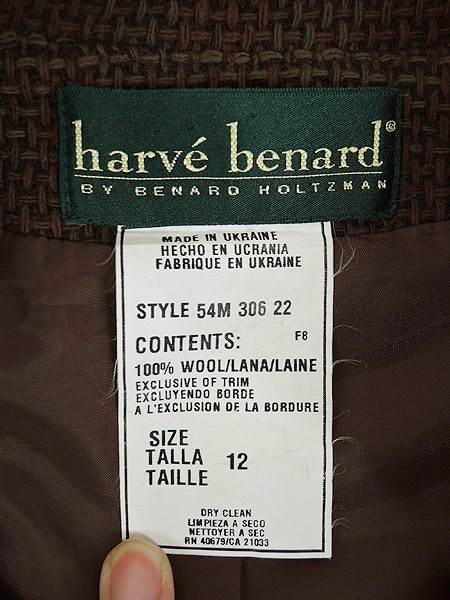 harvé benard®
BY BENARD HOLTZMAN
MADE IN UKRAINE
HECHO EN UCRANIA
FABRIQUE EN UKRAINE
STYLE 54M 306 22
CONTENTS: F8
100% WOOL/LANA/LAINE
EXCLUSIVE OF TRIM
EXCLUYENDO BORDE
A L'EXCLUSION DE LA BORDURE
SIZE
TALLA 12
TAILLE
DRY CLEAN
LIMPIEZA A SECO
NETTOYER A SEC
RN 40679/CA 21033